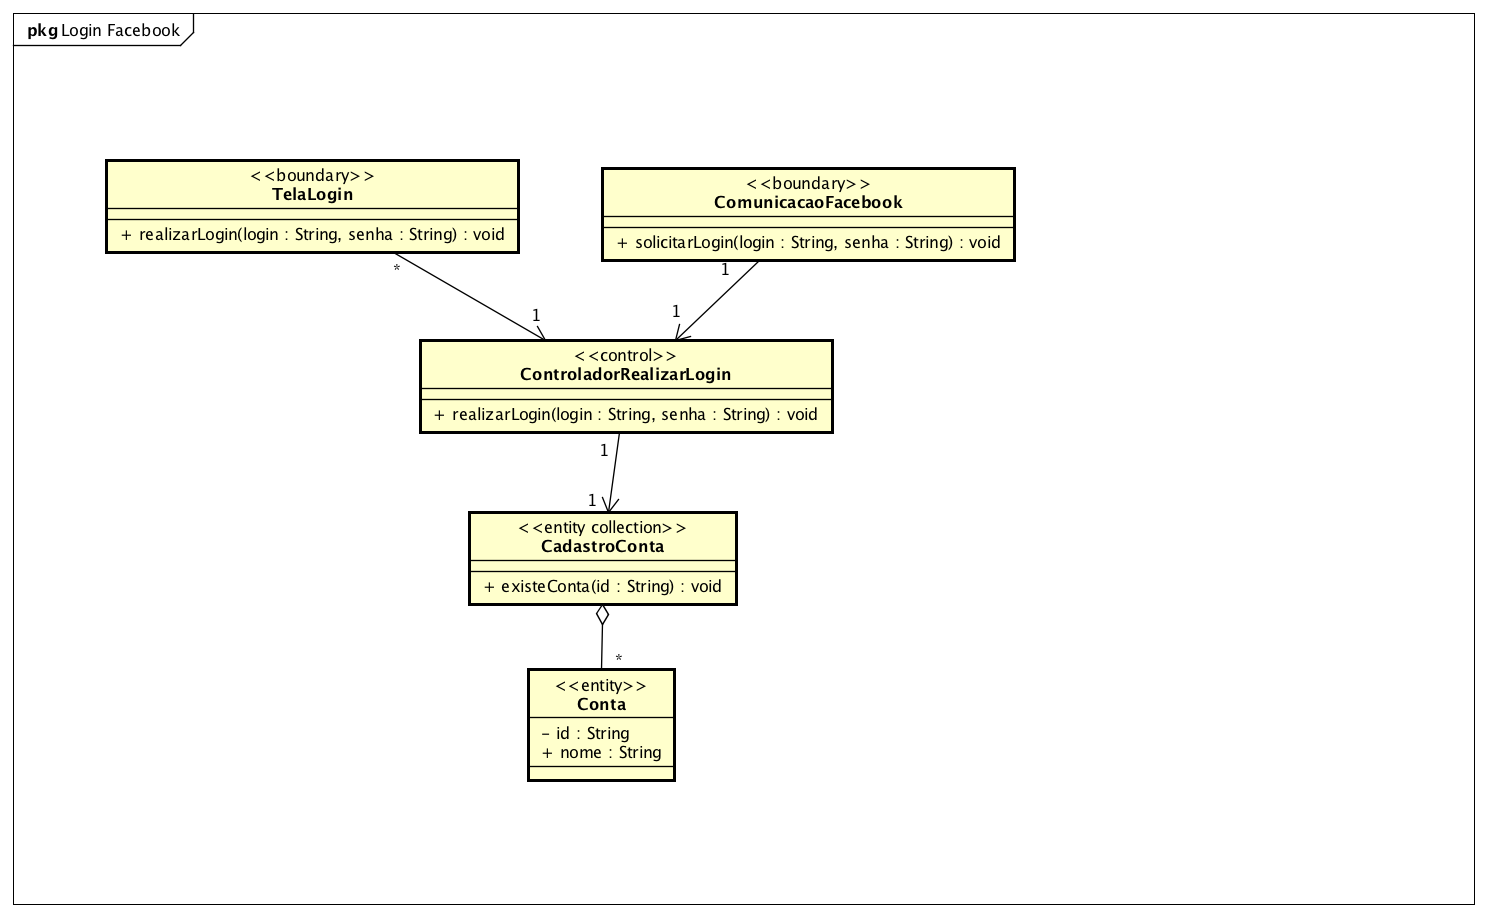 pkg Login Facebook
<<boundary>>
TelaLogin
+ realizarLogin(login : String, senha : String) : void
<<boundary>>
ComunicacaoFacebook
+ solicitarLogin(login : String, senha : String) : void
*
1
1
1
<<control>>
ControladorRealizarLogin
+ realizarLogin(login : String, senha : String) : void
1
1
<<entity collection>>
CadastroConta
+ existeConta(id : String) : void
*
<<entity>>
Conta
- id : String
+ nome : String